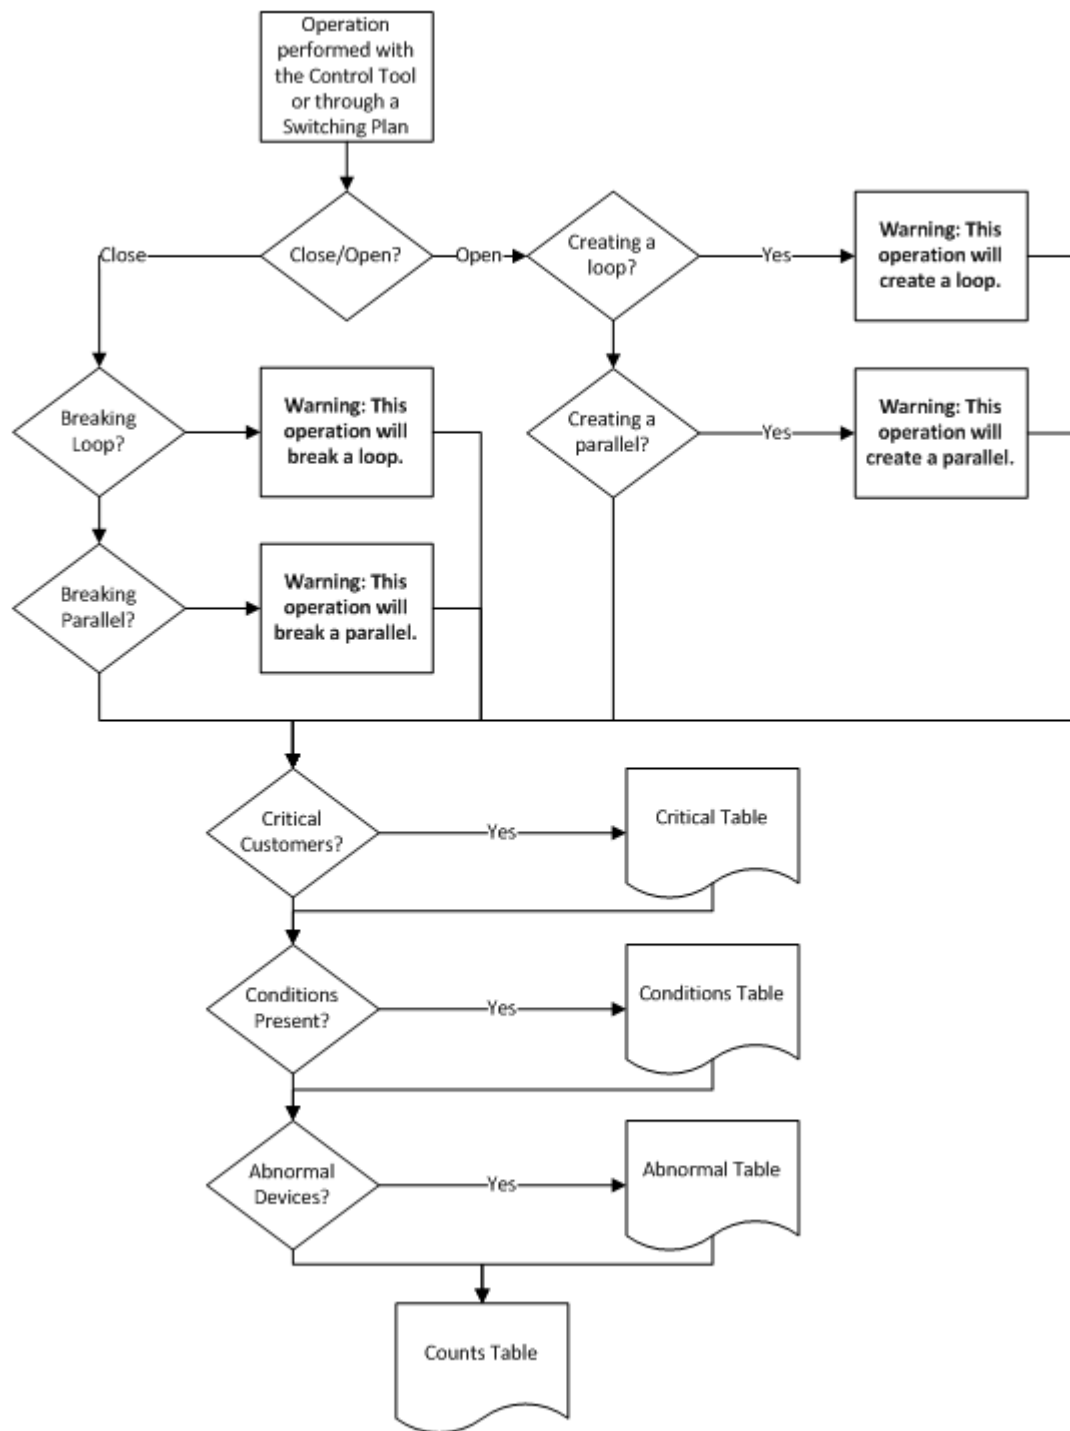 Operation
performed with
the Control Tool
or through a
Switching Plan
Close
Close/Open?
Open
Creating a
loop?
Yes
Warning: This
operation will
create a loop.
Breaking
Loop?
Warning: This
operation will
break a loop.
Creating a
parallel?
Yes
Warning: This
operation will
create a parallel.
Breaking
Parallel?
Warning: This
operation will
break a parallel.
Critical
Customers?
Yes
Critical Table
Conditions
Present?
Yes
Conditions Table
Abnormal
Devices?
Yes
Abnormal Table
Counts Table